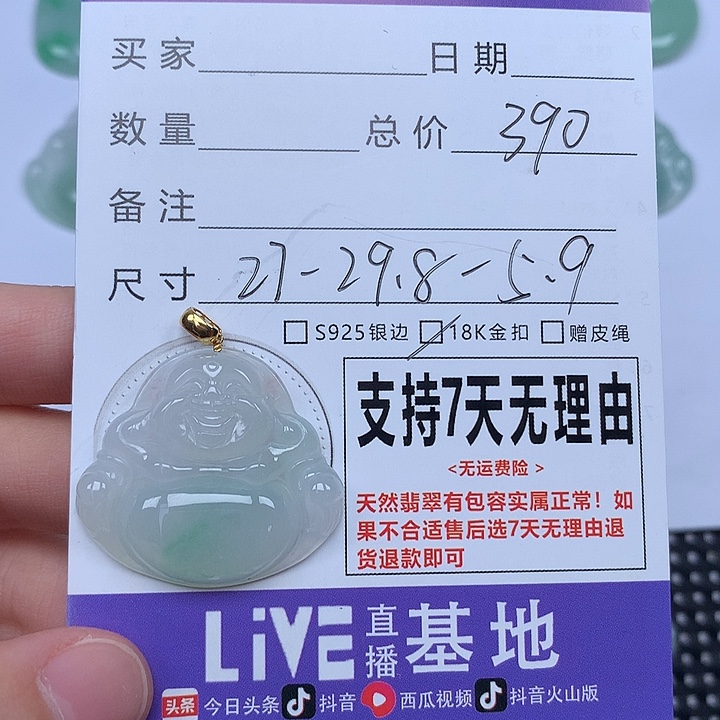 买家 日期
数量 总价 390
备注
尺寸 27-29.8-5.9
S925银边 18K金扣 赠皮绳
支持7天无理由
<无运费险 >
天然翡翠有包容实属正常！如
果不合适售后选7天无理由退
货退款即可
LiVE 直播 基地
头条 今日头条 抖音 西瓜视频 抖音火山版